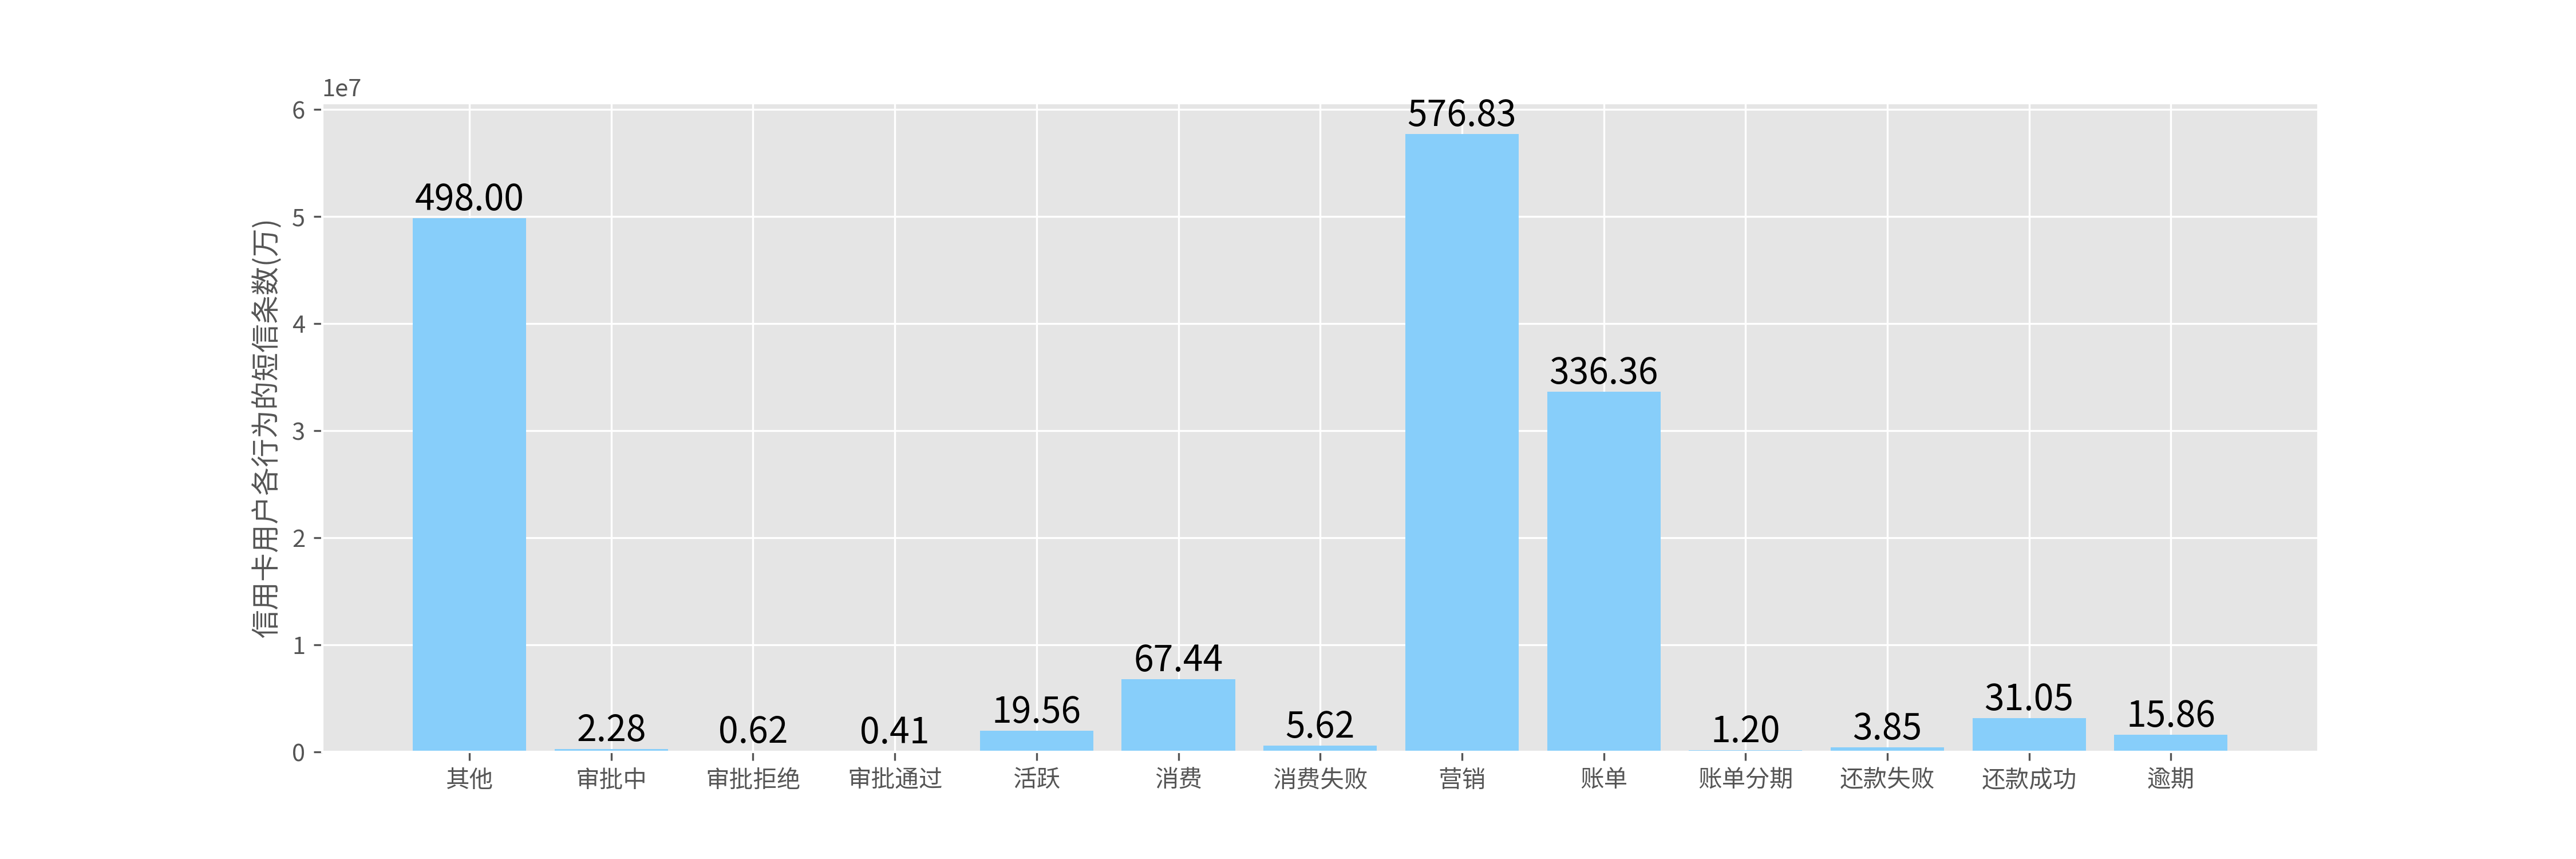 1e7
信用卡用户各行为的短信条数(万)
6
5
4
3
2
1
0
498.00
2.28
0.62
0.41
19.56
67.44
5.62
576.83
336.36
1.20
3.85
31.05
15.86
其他
审批中
审批拒绝
审批通过
活跃
消费
消费失败
营销
账单
账单分期
还款失败
还款成功
逾期